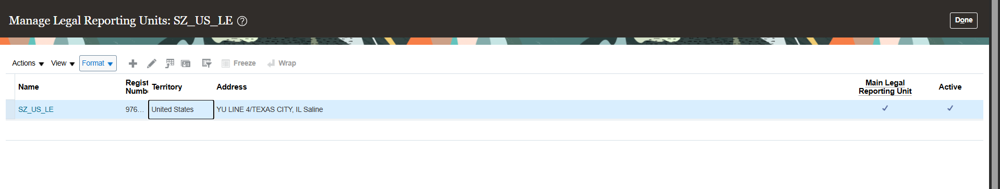 Manage Legal Reporting Units: SZ_US_LE ?
Done
Actions View Format Freeze Wrap
Name Regist Numb Territory Address Main Legal Reporting Unit Active
SZ_US_LE 976... United States YU LINE 4/TEXAS CITY, IL Saline